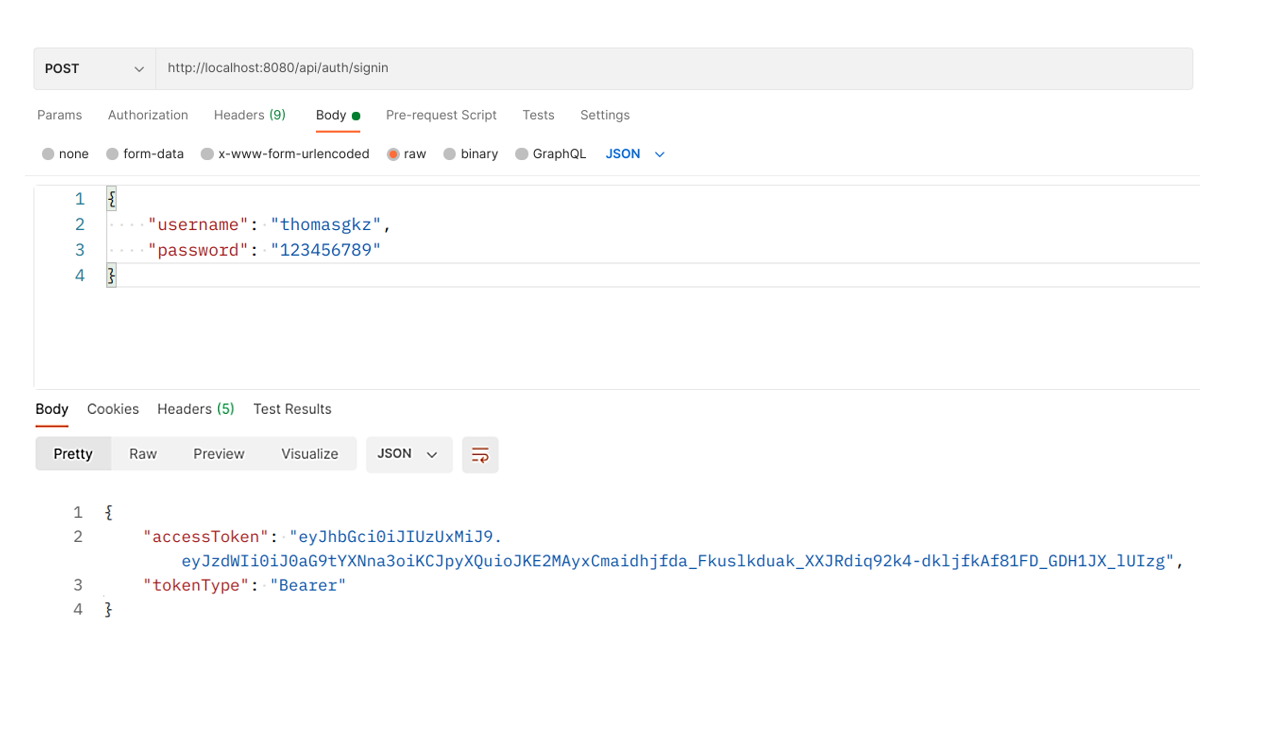 POST http://localhost:8080/api/auth/signin
Params Authorization Headers (9) Body Pre-request Script Tests Settings
none form-data x-www-form-urlencoded raw binary GraphQL JSON
1 {
2 "username": "thomasgkz",
3 "password": "123456789"
4 }
Body Cookies Headers (5) Test Results
Pretty Raw Preview Visualize JSON
1 {
2 "accessToken": "eyJhbGci0iJIUzUxMiJ9.
eyJzdWIi0iJ0aG9tYXNna3oiKCJpyXQuioJKE2MAyxCmaidhjfda_Fkuslkduak_XXJRdiq92k4-dkljfkAf81FD_GDH1JX_lUIzg",
3 "tokenType": "Bearer"
4 }